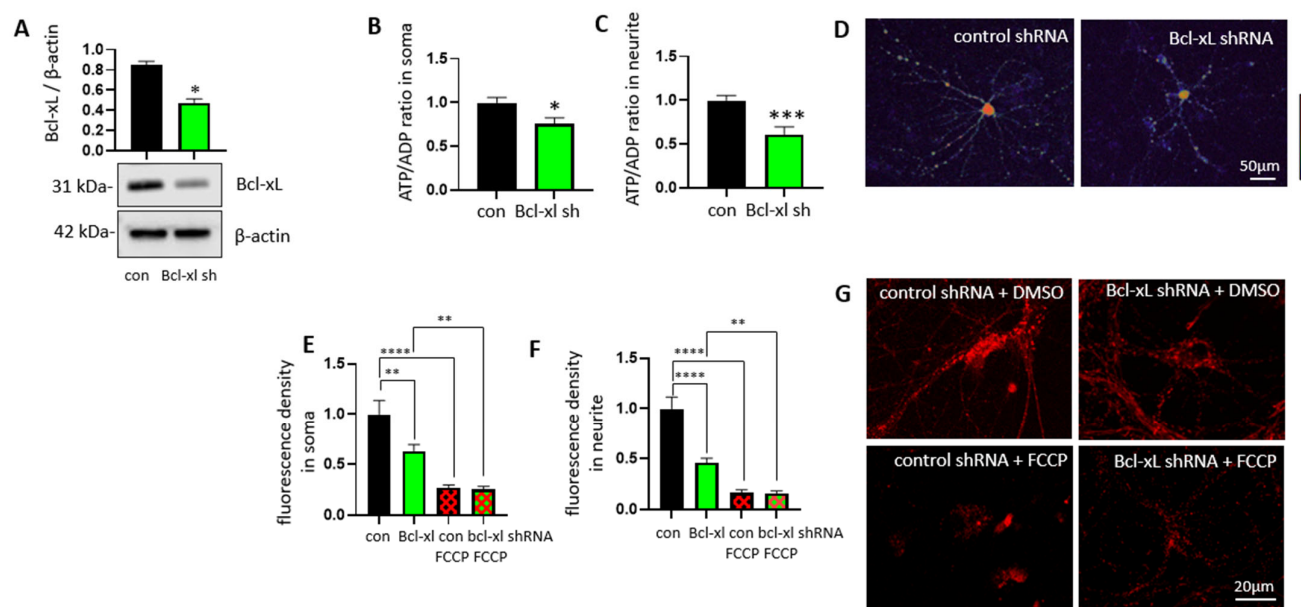 A
Bcl-xL / β-actin
1.0
0.8
0.6
0.4
0.2
0.0
*
31 kDa-
Bcl-xL
42 kDa-
β-actin
con Bcl-xl sh
B
ATP/ADP ratio in soma
1.5
1.0
0.5
0.0
*
con Bcl-xl sh
C
ATP/ADP ratio in neurite
1.5
1.0
0.5
0.0
***
con Bcl-xl sh
D
control shRNA
Bcl-xL shRNA
50μm
E
fluorescence density
in soma
1.5
1.0
0.5
0.0
**
****
**
con Bcl-xl con bcl-xl shRNA
FCCP FCCP
F
fluorescence density
in neurite
1.5
1.0
0.5
0.0
**
****
****
con Bcl-xl con bcl-xl shRNA
FCCP FCCP
G
control shRNA + DMSO
Bcl-xL shRNA + DMSO
control shRNA + FCCP
Bcl-xL shRNA + FCCP
20μm